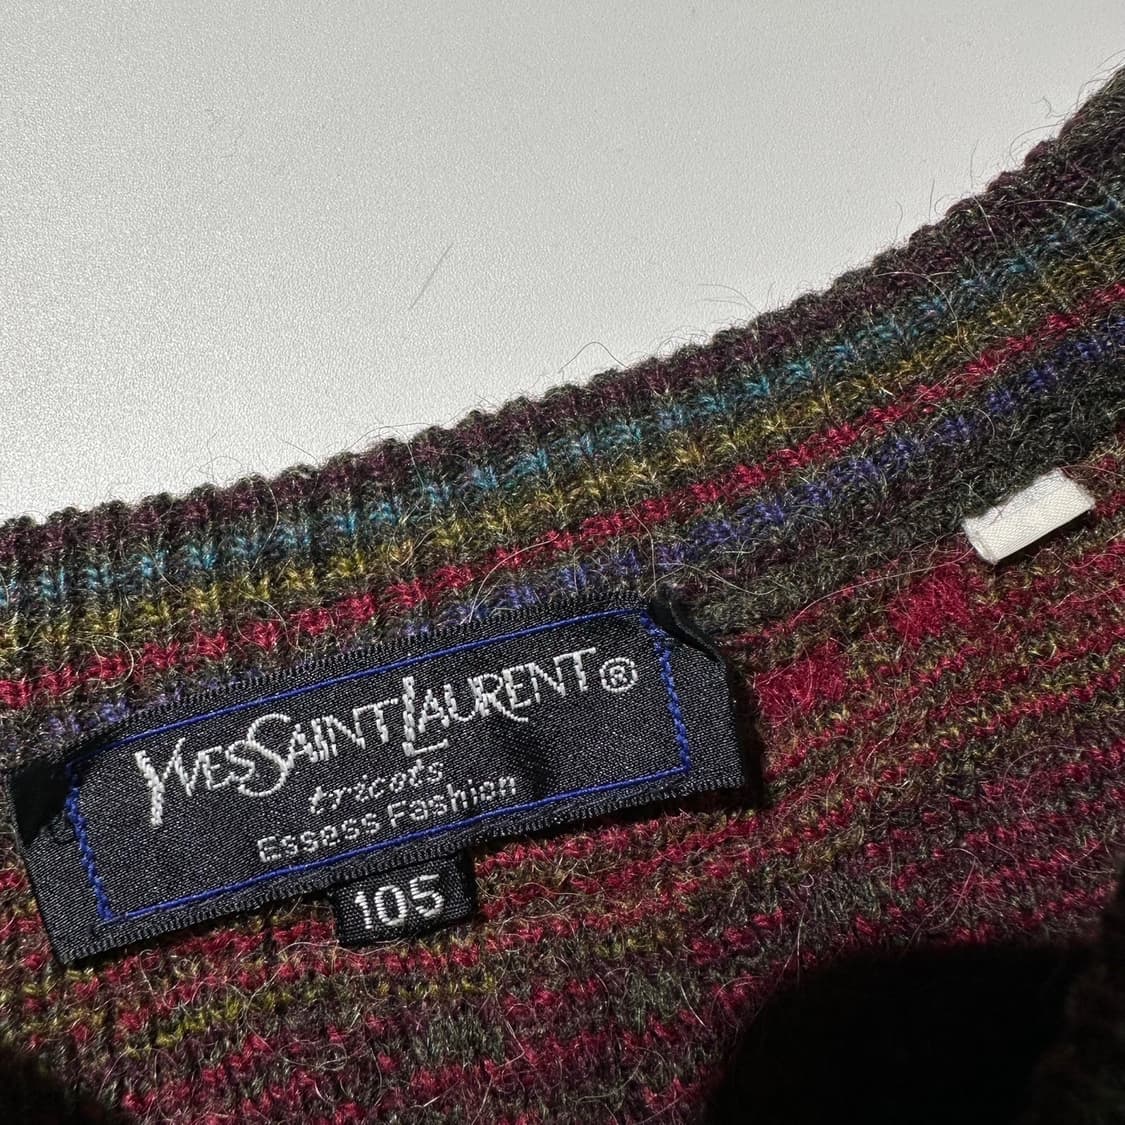 YVES SAINT LAURENT®
tricots
Essess Fashion
105